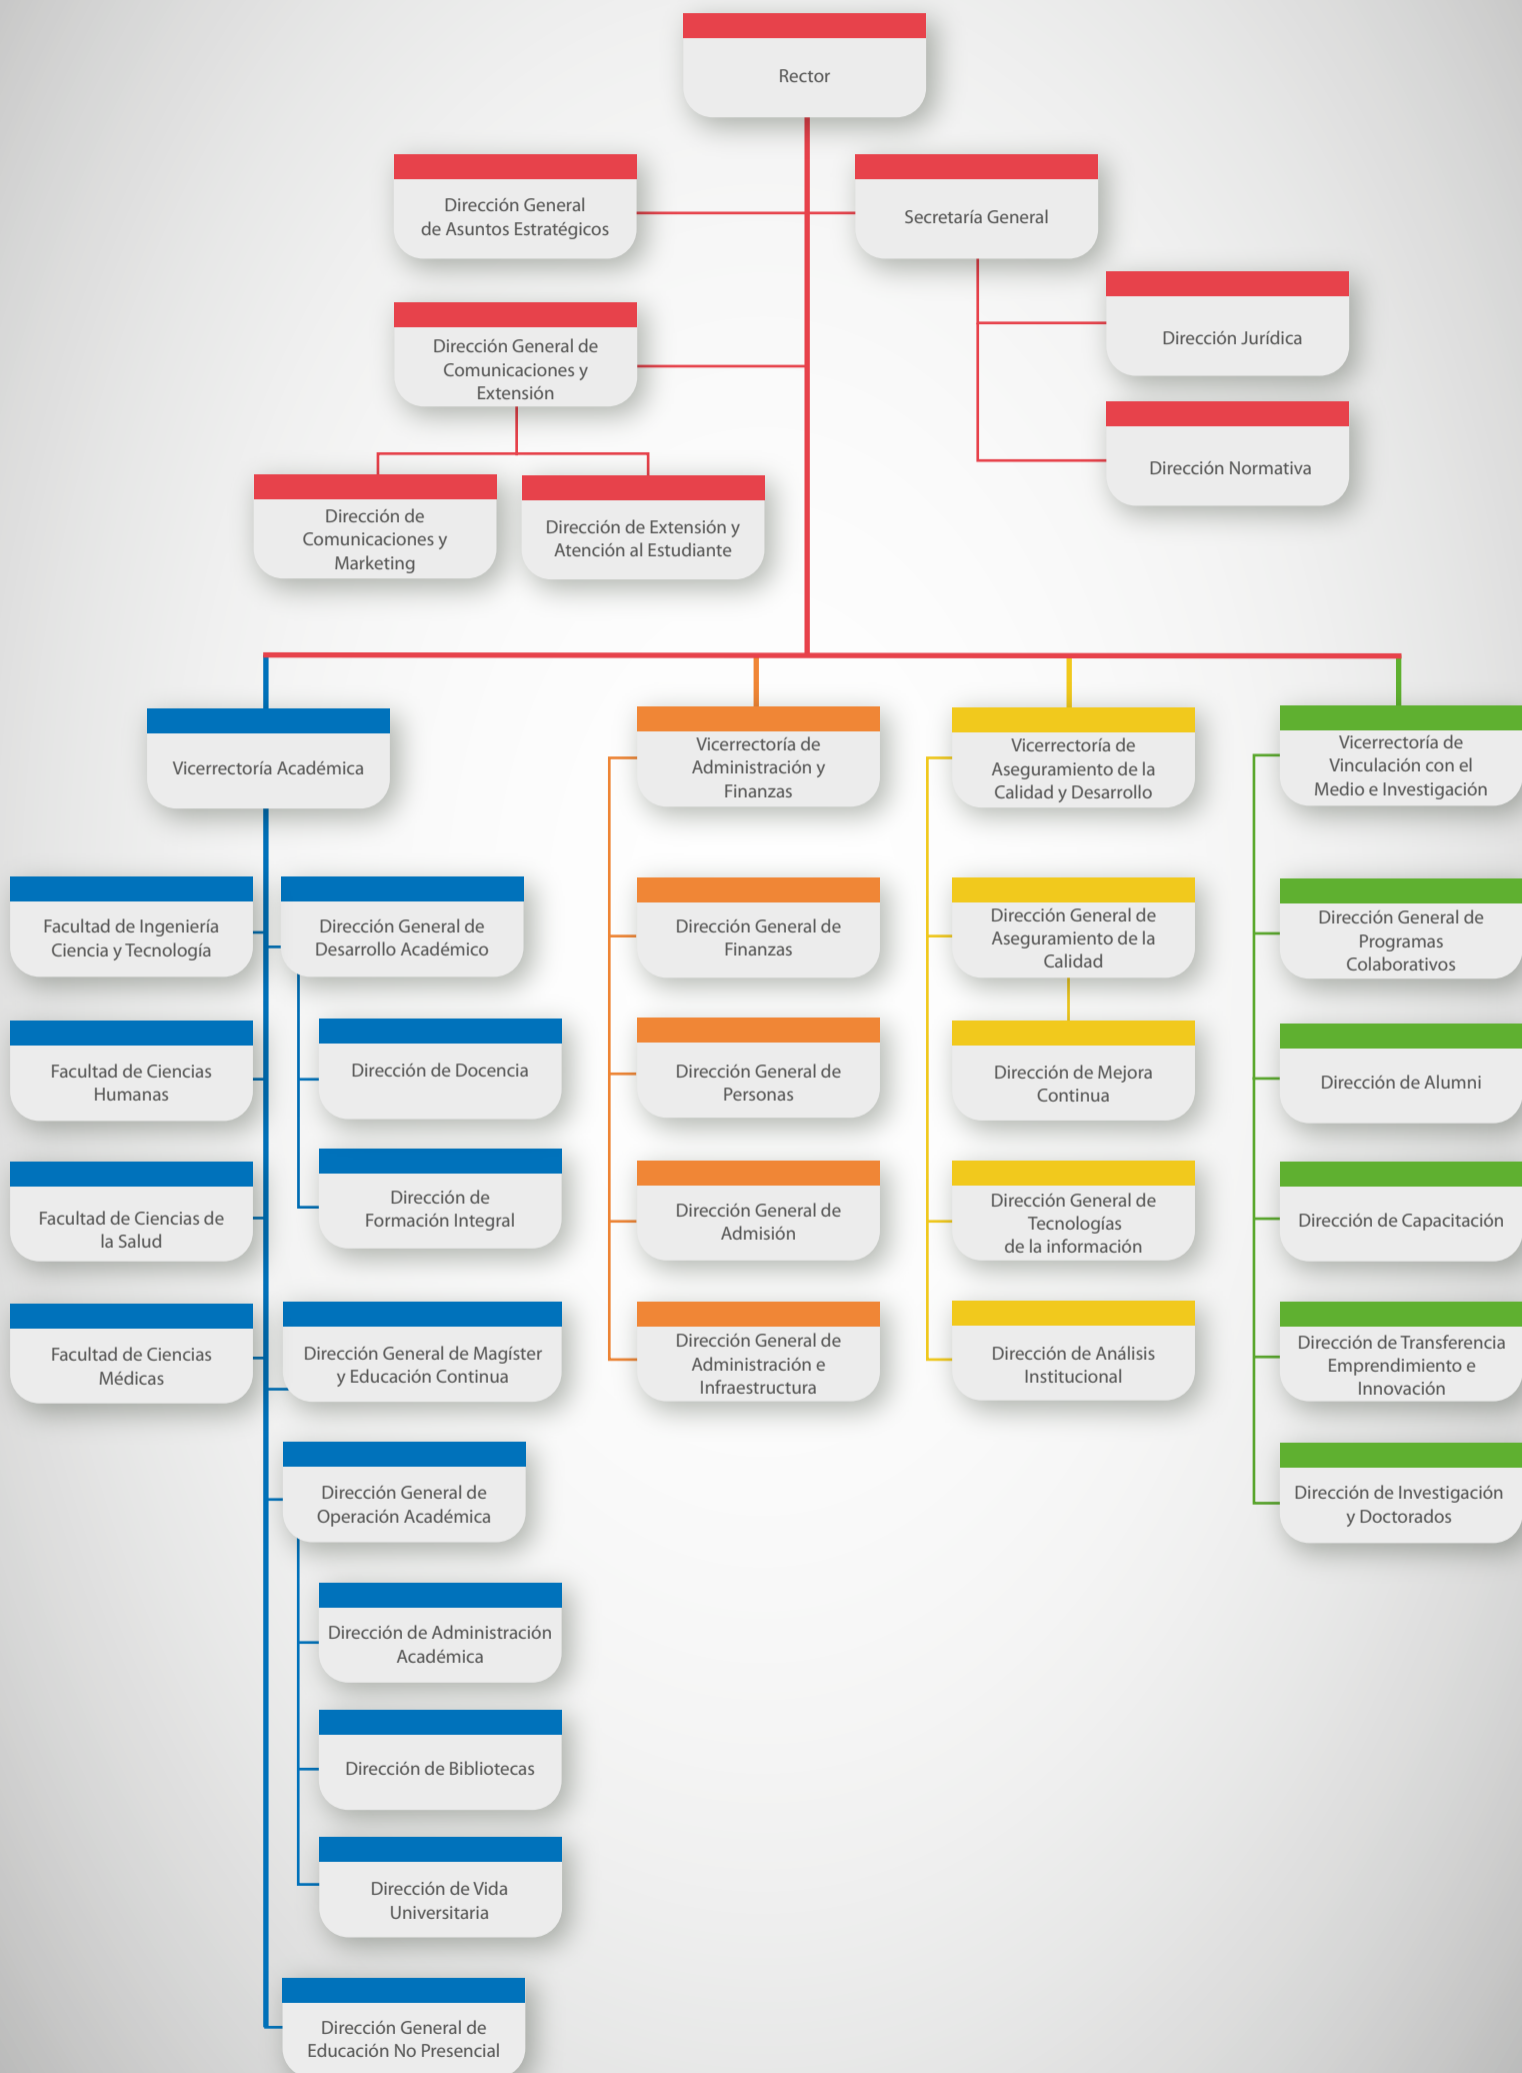 Rector
Dirección General
de Asuntos Estratégicos
Secretaría General
Dirección General de
Comunicaciones y
Extensión
Dirección Jurídica
Dirección Normativa
Dirección de
Comunicaciones y
Marketing
Dirección de Extensión y
Atención al Estudiante
Vicerrectoría Académica
Facultad de Ingeniería
Ciencia y Tecnología
Facultad de Ciencias
Humanas
Facultad de Ciencias de
la Salud
Facultad de Ciencias
Médicas
Dirección General de
Desarrollo Académico
Dirección de Docencia
Dirección de
Formación Integral
Dirección General de Magíster
y Educación Continua
Dirección General de
Operación Académica
Dirección de Administración
Académica
Dirección de Bibliotecas
Dirección de Vida
Universitaria
Dirección General de
Educación No Presencial
Vicerrectoría de
Administración y
Finanzas
Dirección General de
Finanzas
Dirección General de
Personas
Dirección General de
Admisión
Dirección General de
Administración e
Infraestructura
Vicerrectoría de
Aseguramiento de la
Calidad y Desarrollo
Dirección General de
Aseguramiento de la
Calidad
Dirección de Mejora
Continua
Dirección General de
Tecnologías
de la información
Dirección de Análisis
Institucional
Vicerrectoría de
Vinculación con el
Medio e Investigación
Dirección General de
Programas
Colaborativos
Dirección de Alumni
Dirección de Capacitación
Dirección de Transferencia
Emprendimiento e
Innovación
Dirección de Investigación
y Doctorados